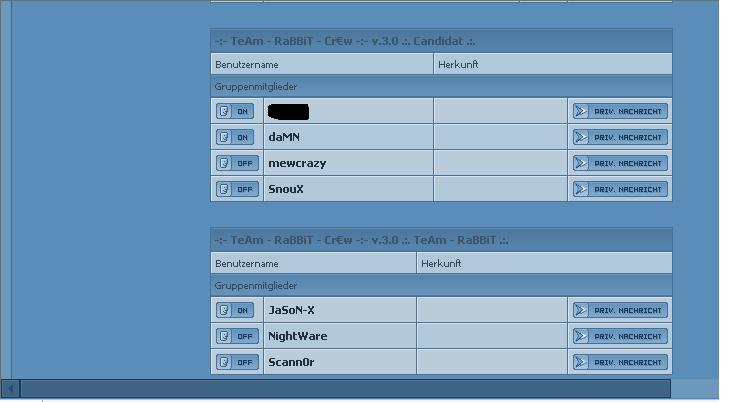 -:- TeAm - RaBBiT - Cr€w -:- v.3.0 .:. Candidat .:.
Benutzername Herkunft
Gruppenmitglieder
ON PRIV. NACHRICHT
ON daMN PRIV. NACHRICHT
OFF mewcrazy PRIV. NACHRICHT
OFF SnouX PRIV. NACHRICHT
-:- TeAm - RaBBiT - Cr€w -:- v.3.0 .:. TeAm - RaBBiT .:.
Benutzername Herkunft
Gruppenmitglieder
ON JaSoN-X PRIV. NACHRICHT
OFF NightWare PRIV. NACHRICHT
OFF Scann0r PRIV. NACHRICHT